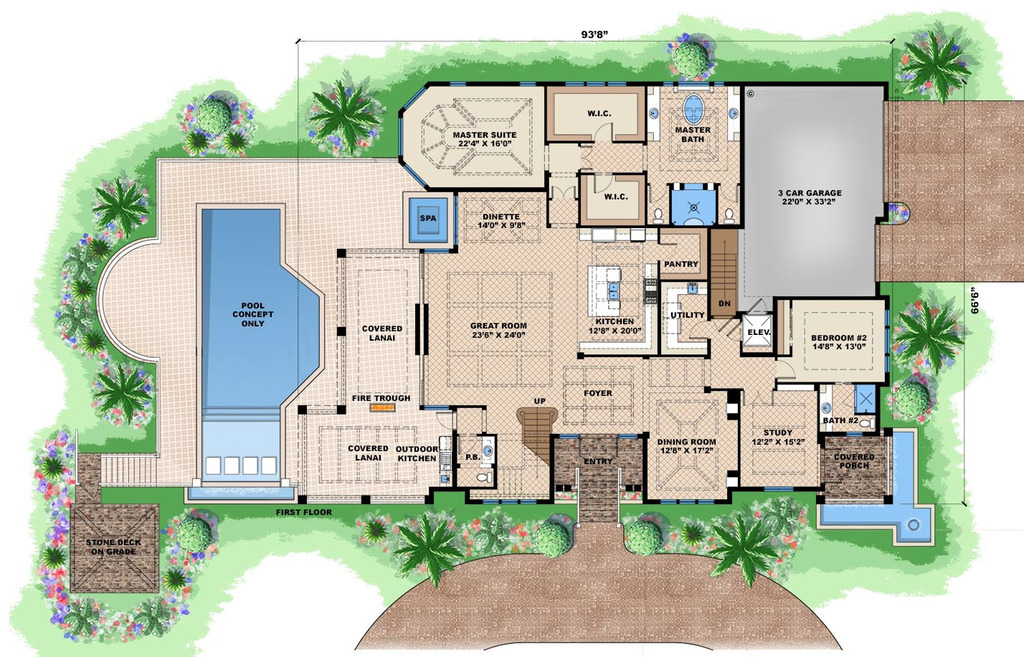 93'8"
©
W.I.C.
MASTER SUITE
22'4" X 16'0"
MASTER
BATH
3 CAR GARAGE
22'0" X 33'2"
W.I.C.
SPA
DINETTE
14'0" X 9'8"
PANTRY
POOL
CONCEPT
ONLY
COVERED
LANAI
GREAT ROOM
23'6" X 24'0"
KITCHEN
12'8" X 20'0"
UTILITY
DN
ELEV.
66'9"
BEDROOM #2
14'8" X 13'0"
FIRE TROUGH
UP
FOYER
COVERED
LANAI
OUTDOOR
KITCHEN
P.B.
ENTRY
DINING ROOM
12'8" X 17'2"
STUDY
12'2" X 15'2"
BATH #2
COVERED
PORCH
FIRST FLOOR
STONE DECK
ON GRADE